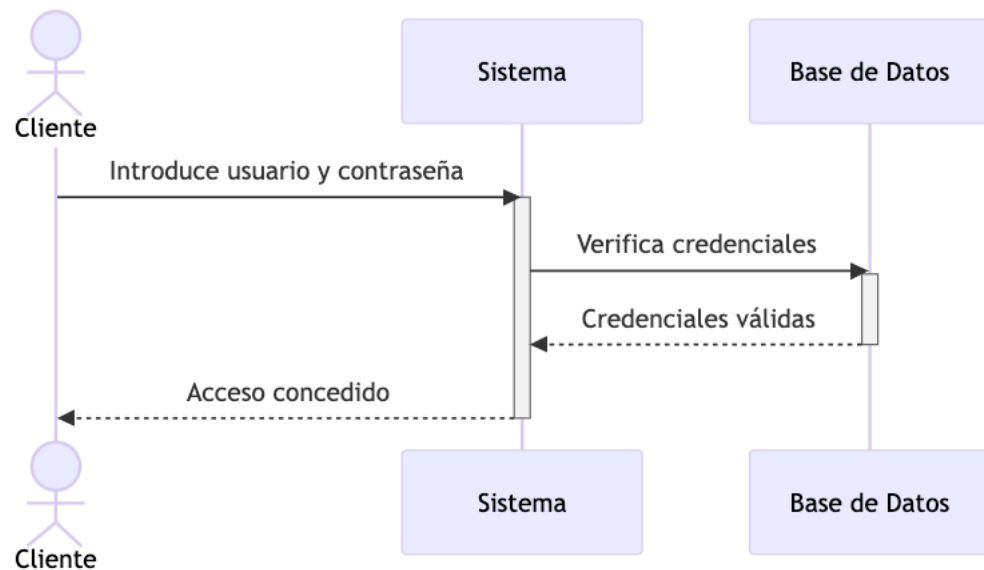 Sistema
Base de Datos
Cliente
Introduce usuario y contraseña
Verifica credenciales
Credenciales válidas
Acceso concedido
Sistema
Base de Datos
Cliente